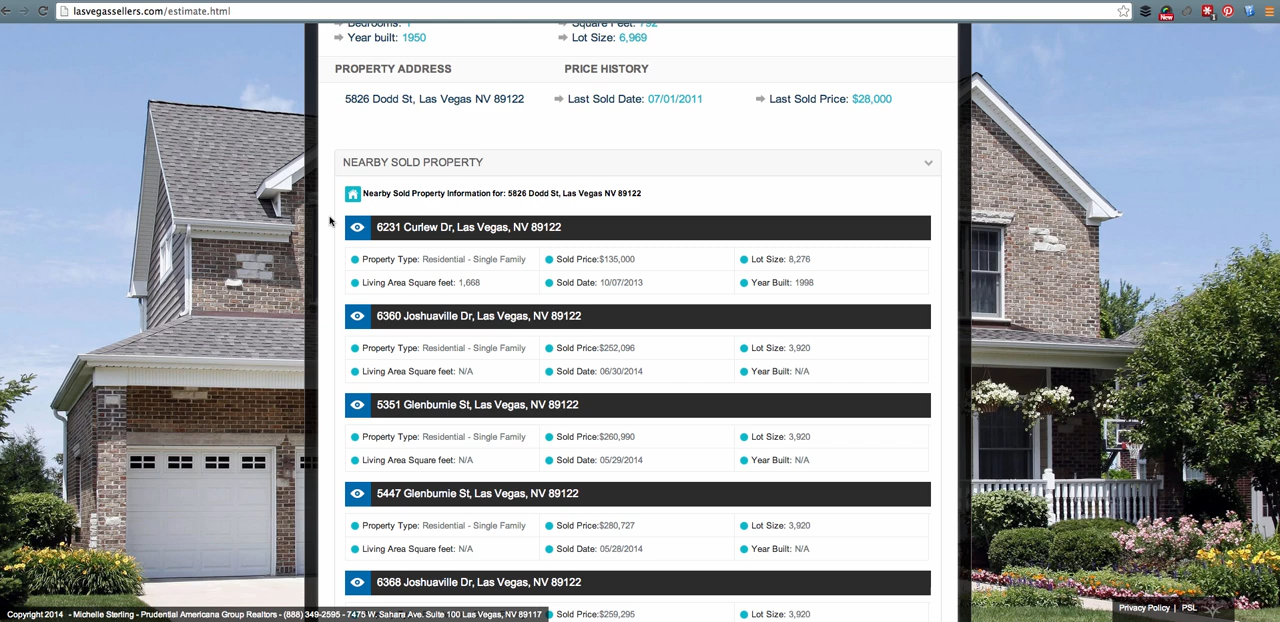 lasvegassellers.com/estimate.html
New
1
Bedrooms: 1
Square Feet: 792
Year built: 1950
Lot Size: 6,969
PROPERTY ADDRESS
PRICE HISTORY
5826 Dodd St, Las Vegas NV 89122
Last Sold Date: 07/01/2011
Last Sold Price: $28,000
NEARBY SOLD PROPERTY
Nearby Sold Property Information for: 5826 Dodd St, Las Vegas NV 89122
6231 Curlew Dr, Las Vegas, NV 89122
Property Type: Residential - Single Family
Sold Price:$135,000
Lot Size: 8,276
Living Area Square feet: 1,668
Sold Date: 10/07/2013
Year Built: 1998
6360 Joshuaville Dr, Las Vegas, NV 89122
Property Type: Residential - Single Family
Sold Price:$252,096
Lot Size: 3,920
Living Area Square feet: N/A
Sold Date: 06/30/2014
Year Built: N/A
5351 Glenburnie St, Las Vegas, NV 89122
Property Type: Residential - Single Family
Sold Price:$260,990
Lot Size: 3,920
Living Area Square feet: N/A
Sold Date: 05/29/2014
Year Built: N/A
5447 Glenburnie St, Las Vegas, NV 89122
Property Type: Residential - Single Family
Sold Price:$280,727
Lot Size: 3,920
Living Area Square feet: N/A
Sold Date: 05/28/2014
Year Built: N/A
6368 Joshuaville Dr, Las Vegas, NV 89122
Sold Price:$259,295
Lot Size: 3,920
Copyright 2014 - Michelle Sterling - Prudential Americana Group Realtors - (888) 349-2595 - 7475 W. Sahara Ave. Suite 100 Las Vegas, NV 89117
Privacy Policy | PSL